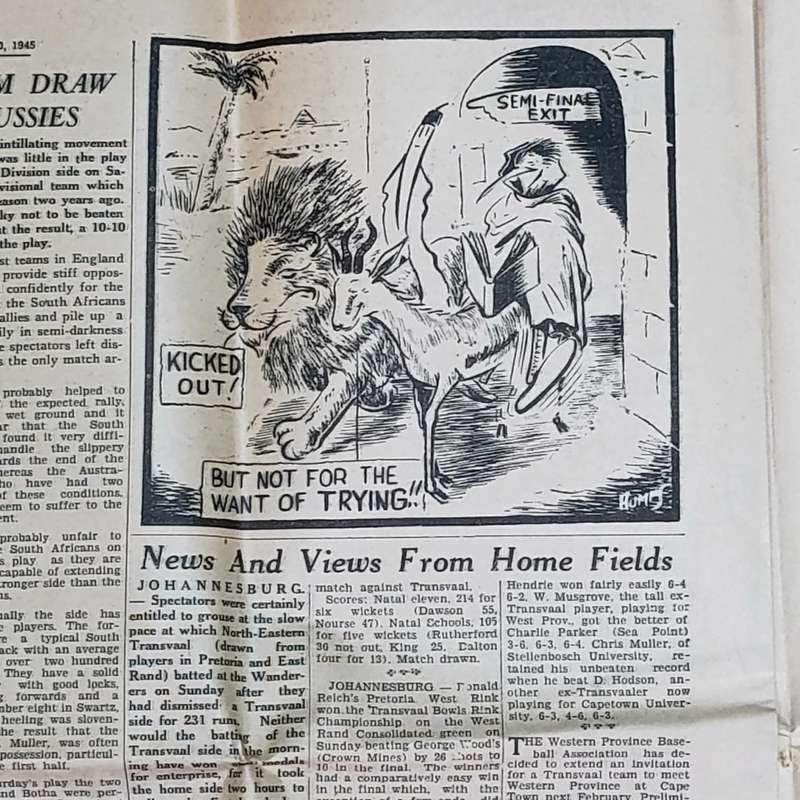 , 1945
M DRAW
USSIES
intillating movement
was little in the play
Division side on Sa-
visional team which
eason two years ago.
ky not to be beaten
t the result, a 10-10
the play.
st teams in England
provide stiff oppos-
confidently for the
the South Africans
allies and pile up a
ily in semi-darkness
e spectators left dis-
s the only match ar-
probably helped to
the expected rally,
wet ground and it
ar that the South
found it very diffi-
handle the slippery
ards the end of the
hereas the Austra-
ho have had two
of these conditions,
eem to suffer to the
ent.
probably unfair to
e South Africans on
s play as they are
capable of extending
ronger side than the
ns.
ually the side has
e players. The for-
re a typical South
ack with an average
over two hundred
They have a solid
with good locks,
g forwards and a
mber eight in Swartz,
heeling was sloven-
the result that the
Muller, was often
possession, particul-
e first half.
urday's play the two
nd Botha were per-
SEMI-FINAL
EXIT
KICKED
OUT!
BUT NOT FOR THE
WANT OF TRYING!!
HUMS
News And Views From Home Fields
JOHANNESBURG.
— Spectators were certainly
entitled to grouse at the slow
pace at which North-Eastern
Transvaal (drawn from
players in Pretoria and East
Rand) batted at the Wander-
ers on Sunday after they
had dismissed a Transvaal
side for 231 runs. Neither
would the batting of the
Transvaal side in the morn-
ing have won medals
for enterprise, for it took
the home side two hours to
match against Transvaal.
Scores: Natal eleven, 214 for
six wickets (Dawson 55,
Nourse 47). Natal Schools, 105
for five wickets (Rutherford
36 not out, King 25, Dalton
four for 13). Match drawn.
JOHANNESBURG — Donald
Reich's Pretoria West Rink
won the Transvaal Bowls Rink
Championship on the West
Rand Consolidated green
Sunday beating George Wood's
(Crown Mines) by 26 shots to
10 in the final. The winners
had a comparatively easy win
in the final which, with the
Hendrie won fairly easily 6-4
6-2. W. Musgrove, the tall ex-
Transvaal player, playing for
West Prov., got the better of
Charlie Parker (Sea Point)
3-6, 6-3, 6-4. Chris Muller, of
Stellenbosch University, re-
tained his unbeaten record
when he beat D. Hodson, an-
other ex-Transvaaler now
playing for Capetown Univer-
sity, 6-3, 4-6, 6-3.
THE Western Province Base-
ball Association has de-
cided to extend an invitation
for a Transvaal team to meet
Western Province at Cape
Town next February. Prelimi-